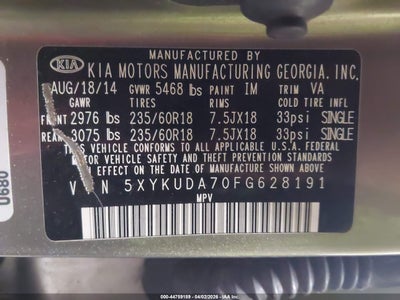 MANUFACTURED BY
KIA KIA MOTORS MANUFACTURING GEORGIA, INC.
AUG/18/14 GVWR 5468 lbs PAINT IM TRIM VA
GAWR TIRES RIMS COLD TIRE INFL
FRONT 2976 lbs 235/60R18 7.5JX18 33psi SINGLE
REAR 3075 lbs 235/60R18 7.5JX18 33psi SINGLE
THIS VEHICLE CONFORMS TO ALL APPLICABLE U.S.A. FEDERAL
MOTOR VEHICLE SAFETY AND THEFT PREVENTION STANDARDS
IN EFFECT ON THE DATE OF MANUFACTURE SHOWN ABOVE.
V I N 5XYKUDA70FG628191
MPV
0680
000-44759189 - 04/02/2026 - IAA Inc.